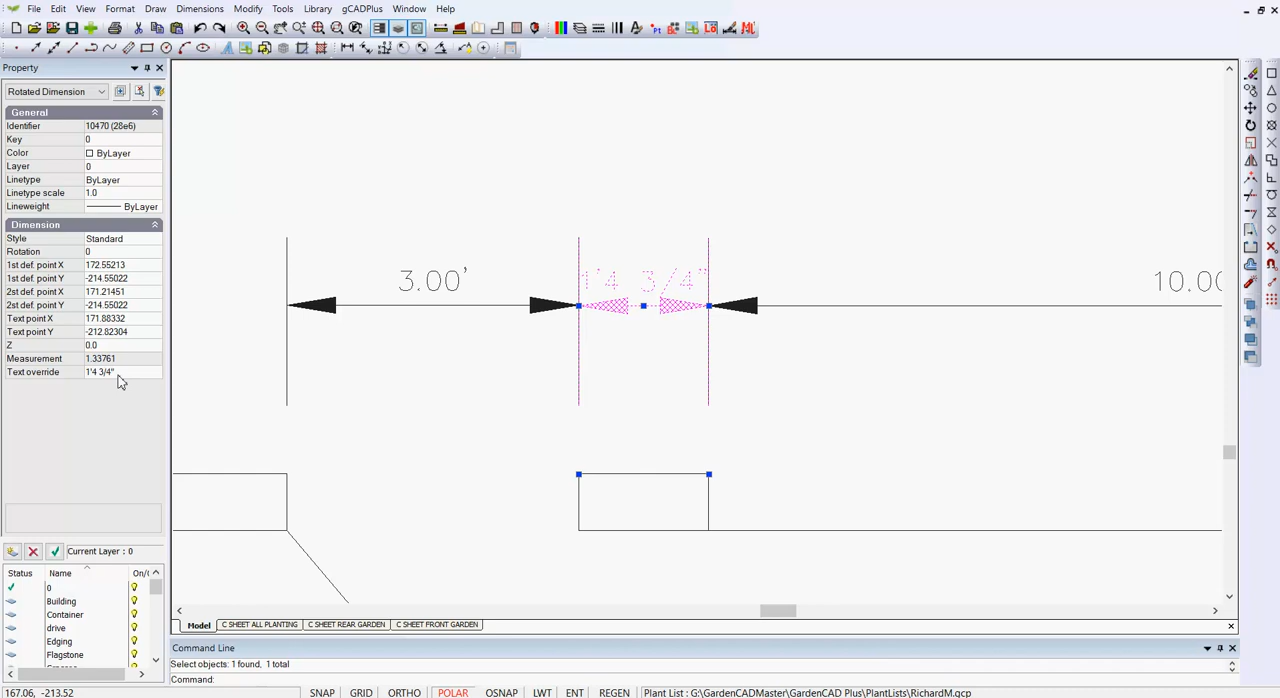 File Edit View Format Draw Dimensions Modify Tools Library gCADPlus Window Help
Property
Rotated Dimension
General
Identifier 10470 (28e6)
Key 0
Color ByLayer
Layer 0
Linetype ByLayer
Linetype scale 1.0
Lineweight ByLayer
Dimension
Style Standard
Rotation 0
1st def. point X 172.55213
1st def. point Y -214.55022
2st def. point X 171.21451
2st def. point Y -214.55022
Text point X 171.88332
Text point Y -212.82304
Z 0.0
Measurement 1.33761
Text override 1'4 3/4"
3.00'
1'4 3/4"
10.00
Current Layer : 0
Status Name On/(
0
Building
Container
drive
Edging
Flagstone
Model C SHEET ALL PLANTING C SHEET REAR GARDEN C SHEET FRONT GARDEN
Command Line
Select objects: 1 found, 1 total
Command:
167.06, -213.52 SNAP GRID ORTHO POLAR OSNAP LWT ENT REGEN Plant List : G:\GardenCADMaster\GardenCAD Plus\PlantLists\RichardM.gcp